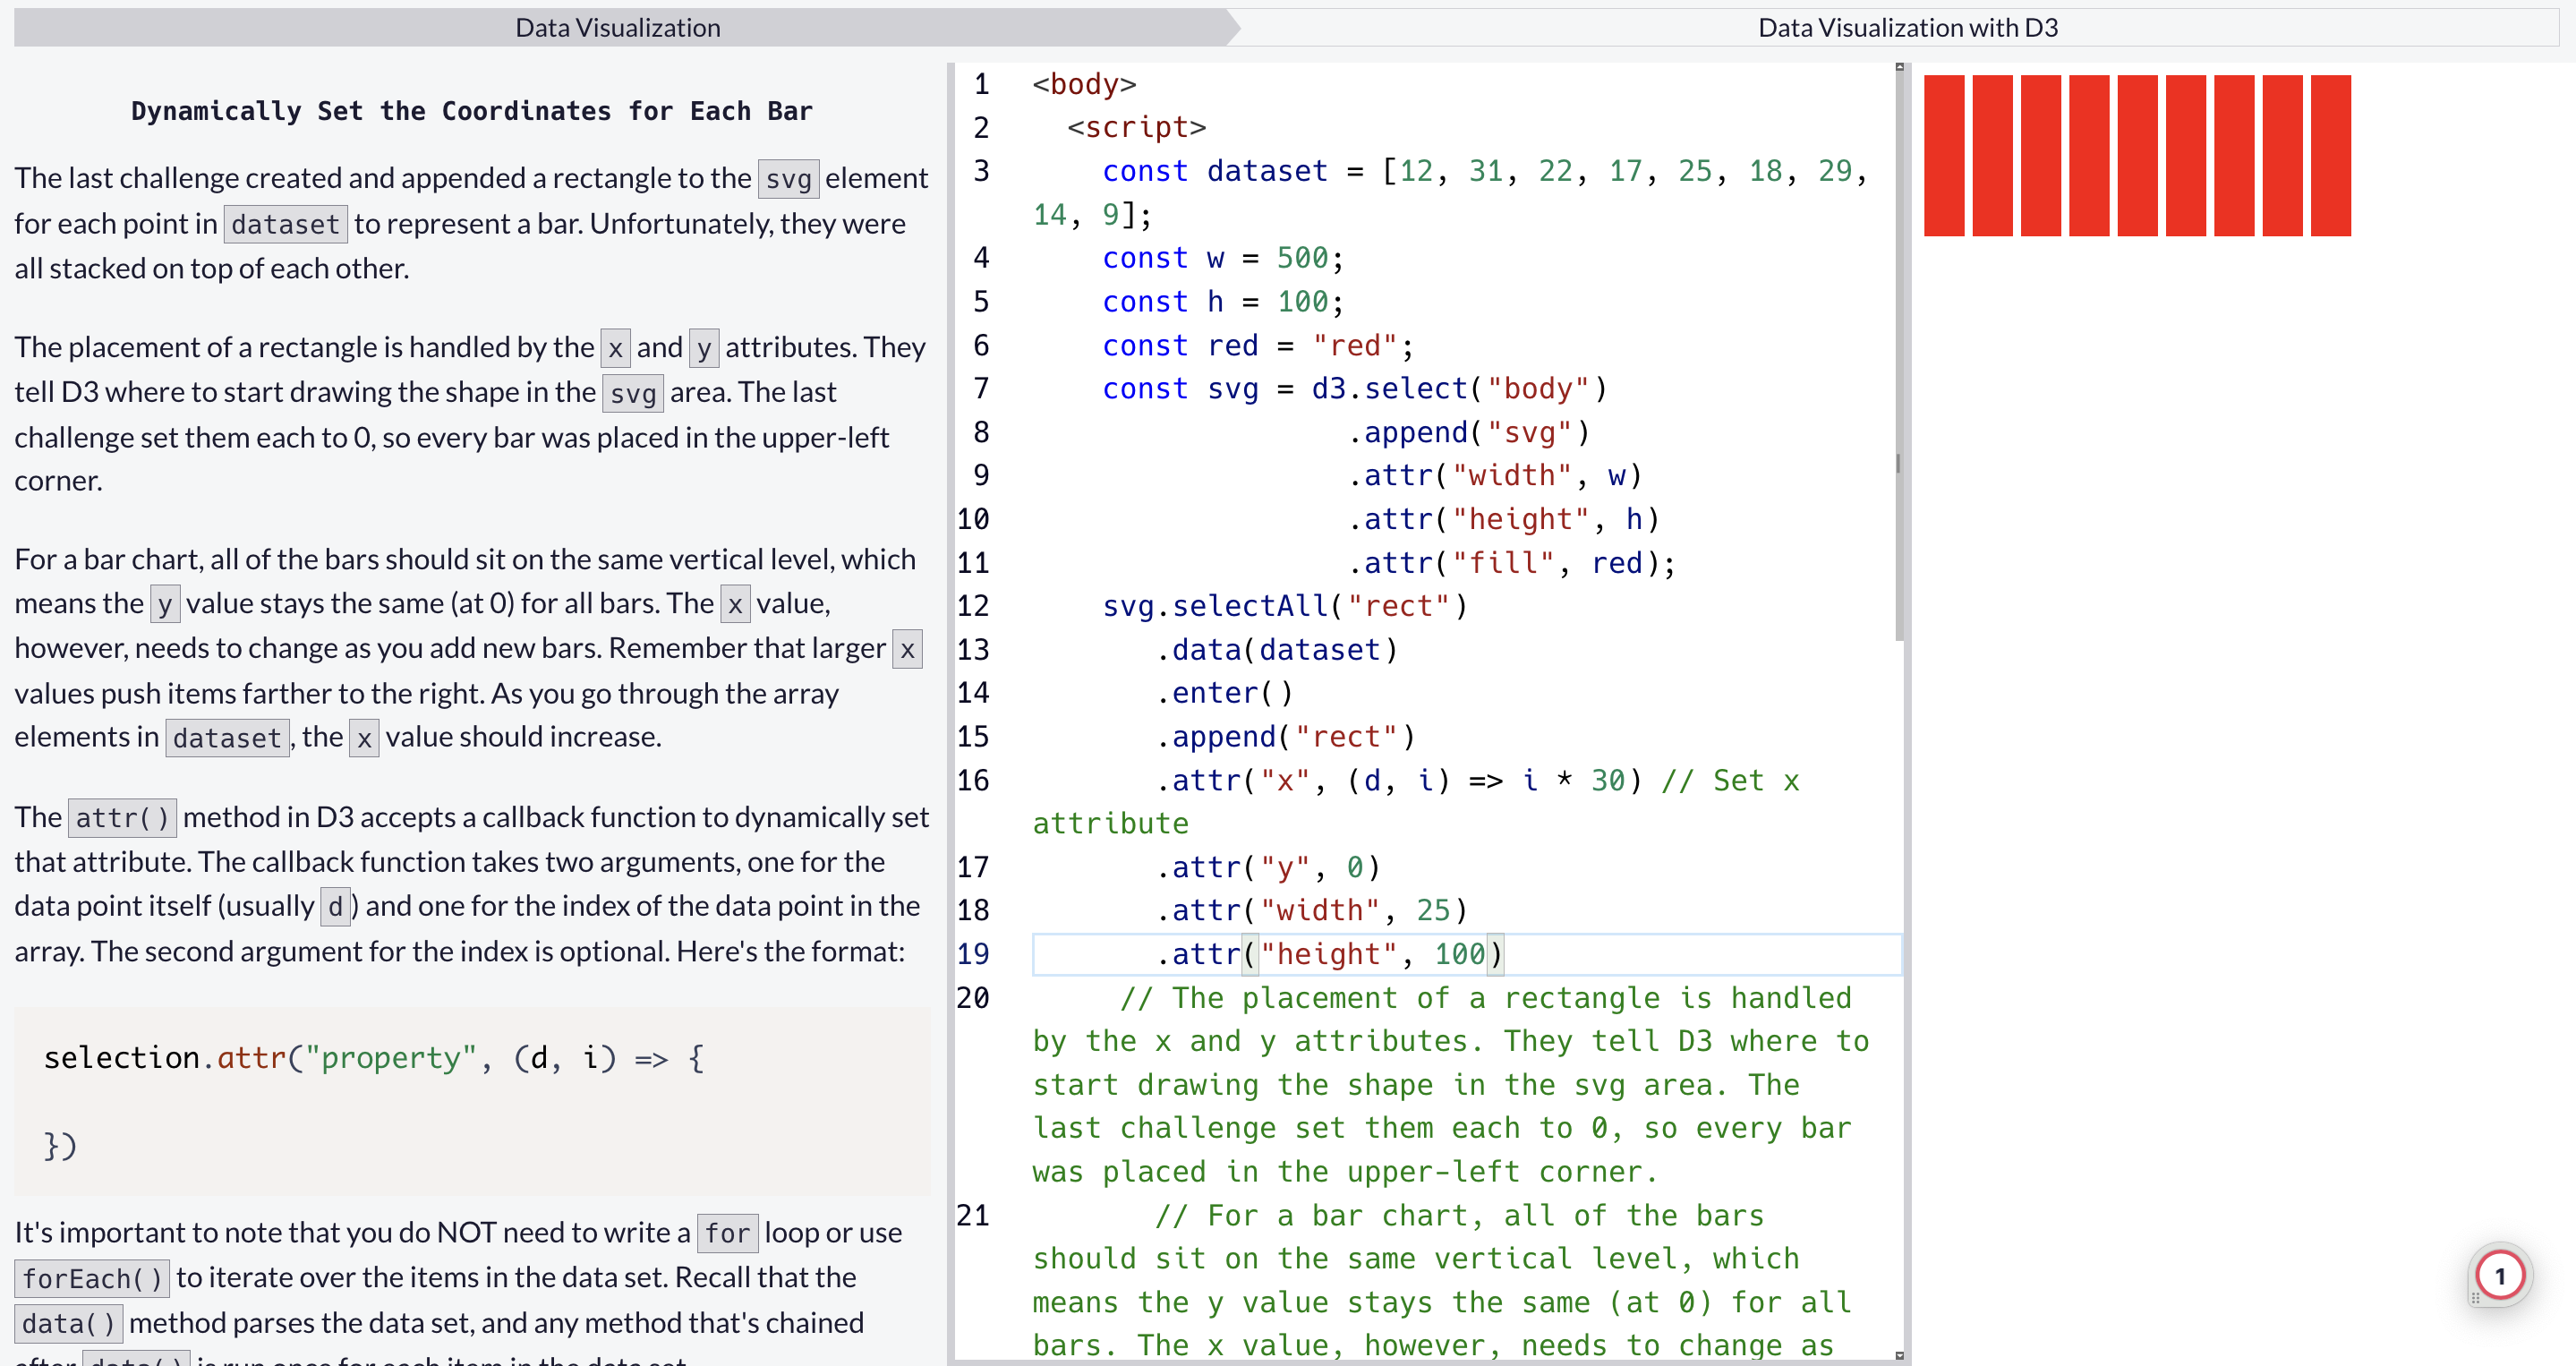 Data Visualization
Data Visualization with D3
Dynamically Set the Coordinates for Each Bar
The last challenge created and appended a rectangle to the svg element
for each point in dataset to represent a bar. Unfortunately, they were
all stacked on top of each other.
The placement of a rectangle is handled by the x and y attributes. They
tell D3 where to start drawing the shape in the svg area. The last
challenge set them each to 0, so every bar was placed in the upper-left
corner.
For a bar chart, all of the bars should sit on the same vertical level, which
means the y value stays the same (at 0) for all bars. The x value,
however, needs to change as you add new bars. Remember that larger x
values push items farther to the right. As you go through the array
elements in dataset, the x value should increase.
The attr() method in D3 accepts a callback function to dynamically set
that attribute. The callback function takes two arguments, one for the
data point itself (usually d) and one for the index of the data point in the
array. The second argument for the index is optional. Here's the format:
selection.attr("property", (d, i) => {
})
It's important to note that you do NOT need to write a for loop or use
forEach() to iterate over the items in the data set. Recall that the
data() method parses the data set, and any method that's chained
after data() is run once for each item in the data set.
1 <body>
2 <script>
3 const dataset = [12, 31, 22, 17, 25, 18, 29,
14, 9];
4 const w = 500;
5 const h = 100;
6 const red = "red";
7 const svg = d3.select("body")
8 .append("svg")
9 .attr("width", w)
10 .attr("height", h)
11 .attr("fill", red);
12 svg.selectAll("rect")
13 .data(dataset)
14 .enter()
15 .append("rect")
16 .attr("x", (d, i) => i * 30) // Set x
attribute
17 .attr("y", 0)
18 .attr("width", 25)
19 .attr("height", 100)
20 // The placement of a rectangle is handled
by the x and y attributes. They tell D3 where to
start drawing the shape in the svg area. The
last challenge set them each to 0, so every bar
was placed in the upper-left corner.
21 // For a bar chart, all of the bars
should sit on the same vertical level, which
means the y value stays the same (at 0) for all
bars. The x value, however, needs to change as
1